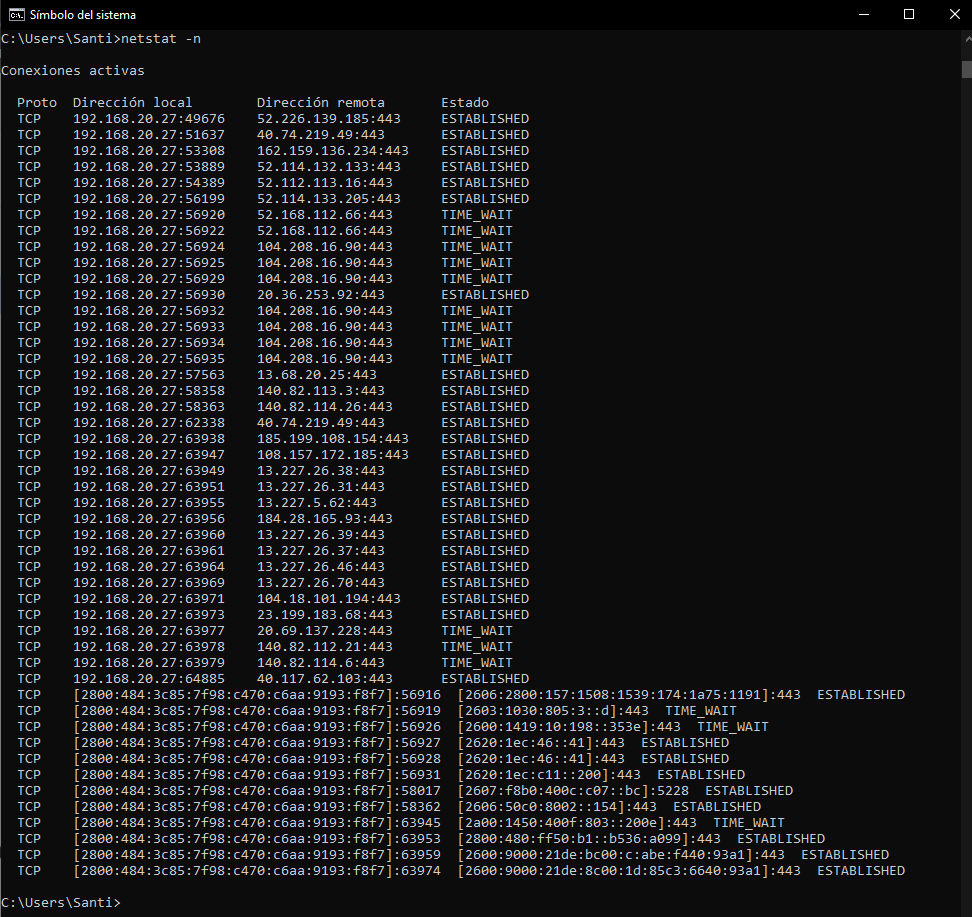 Símbolo del sistema
C:\Users\Santi>netstat -n
Conexiones activas
Proto  Dirección local        Dirección remota       Estado
TCP    192.168.20.27:49676    52.226.139.185:443     ESTABLISHED
TCP    192.168.20.27:51637    40.74.219.49:443       ESTABLISHED
TCP    192.168.20.27:53308    162.159.136.234:443    ESTABLISHED
TCP    192.168.20.27:53889    52.114.132.133:443     ESTABLISHED
TCP    192.168.20.27:54389    52.112.113.16:443      ESTABLISHED
TCP    192.168.20.27:56199    52.114.133.205:443     ESTABLISHED
TCP    192.168.20.27:56920    52.168.112.66:443      TIME_WAIT
TCP    192.168.20.27:56922    52.168.112.66:443      TIME_WAIT
TCP    192.168.20.27:56924    104.208.16.90:443      TIME_WAIT
TCP    192.168.20.27:56925    104.208.16.90:443      TIME_WAIT
TCP    192.168.20.27:56929    104.208.16.90:443      TIME_WAIT
TCP    192.168.20.27:56930    20.36.253.92:443       ESTABLISHED
TCP    192.168.20.27:56932    104.208.16.90:443      TIME_WAIT
TCP    192.168.20.27:56933    104.208.16.90:443      TIME_WAIT
TCP    192.168.20.27:56934    104.208.16.90:443      TIME_WAIT
TCP    192.168.20.27:56935    104.208.16.90:443      TIME_WAIT
TCP    192.168.20.27:57563    13.68.20.25:443        ESTABLISHED
TCP    192.168.20.27:58358    140.82.113.3:443       ESTABLISHED
TCP    192.168.20.27:58363    140.82.114.26:443      ESTABLISHED
TCP    192.168.20.27:62338    40.74.219.49:443       ESTABLISHED
TCP    192.168.20.27:63938    185.199.108.154:443    ESTABLISHED
TCP    192.168.20.27:63947    108.157.172.185:443    ESTABLISHED
TCP    192.168.20.27:63949    13.227.26.38:443       ESTABLISHED
TCP    192.168.20.27:63951    13.227.26.31:443       ESTABLISHED
TCP    192.168.20.27:63955    13.227.5.62:443        ESTABLISHED
TCP    192.168.20.27:63956    184.28.165.93:443      ESTABLISHED
TCP    192.168.20.27:63960    13.227.26.39:443       ESTABLISHED
TCP    192.168.20.27:63961    13.227.26.37:443       ESTABLISHED
TCP    192.168.20.27:63964    13.227.26.46:443       ESTABLISHED
TCP    192.168.20.27:63969    13.227.26.70:443       ESTABLISHED
TCP    192.168.20.27:63971    104.18.101.194:443     ESTABLISHED
TCP    192.168.20.27:63973    23.199.183.68:443      ESTABLISHED
TCP    192.168.20.27:63977    20.69.137.228:443      TIME_WAIT
TCP    192.168.20.27:63978    140.82.112.21:443      TIME_WAIT
TCP    192.168.20.27:63979    140.82.114.6:443       TIME_WAIT
TCP    192.168.20.27:64885    40.117.62.103:443      ESTABLISHED
TCP    [2800:484:3c85:7f98:c470:c6aa:9193:f8f7]:56916  [2606:2800:157:1508:1539:174:1a75:1191]:443  ESTABLISHED
TCP    [2800:484:3c85:7f98:c470:c6aa:9193:f8f7]:56919  [2603:1030:805:3::d]:443  TIME_WAIT
TCP    [2800:484:3c85:7f98:c470:c6aa:9193:f8f7]:56926  [2600:1419:10:198::353e]:443  TIME_WAIT
TCP    [2800:484:3c85:7f98:c470:c6aa:9193:f8f7]:56927  [2620:1ec:46::41]:443  ESTABLISHED
TCP    [2800:484:3c85:7f98:c470:c6aa:9193:f8f7]:56928  [2620:1ec:46::41]:443  ESTABLISHED
TCP    [2800:484:3c85:7f98:c470:c6aa:9193:f8f7]:56931  [2620:1ec:c11::200]:443  ESTABLISHED
TCP    [2800:484:3c85:7f98:c470:c6aa:9193:f8f7]:58017  [2607:f8b0:400c:c07::bc]:5228  ESTABLISHED
TCP    [2800:484:3c85:7f98:c470:c6aa:9193:f8f7]:58362  [2606:50c0:8002::154]:443  ESTABLISHED
TCP    [2800:484:3c85:7f98:c470:c6aa:9193:f8f7]:63945  [2a00:1450:400f:803::200e]:443  TIME_WAIT
TCP    [2800:484:3c85:7f98:c470:c6aa:9193:f8f7]:63953  [2800:480:ff50:b1::b536:a099]:443  ESTABLISHED
TCP    [2800:484:3c85:7f98:c470:c6aa:9193:f8f7]:63959  [2600:9000:21de:bc00:c:abe:f440:93a1]:443  ESTABLISHED
TCP    [2800:484:3c85:7f98:c470:c6aa:9193:f8f7]:63974  [2600:9000:21de:8c00:1d:85c3:6640:93a1]:443  ESTABLISHED
C:\Users\Santi>